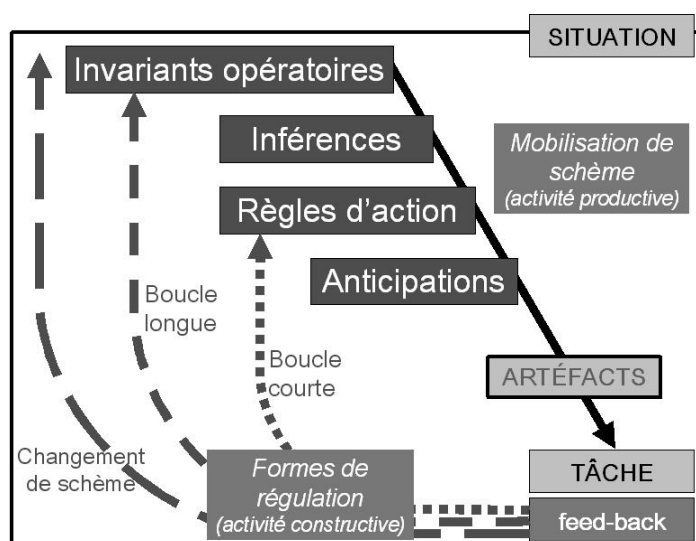 SITUATION
Invariants opératoires
Inférences
Mobilisation de
schème
(activité productive)
Règles d'action
Anticipations
Boucle
longue
Boucle
courte
ARTÉFACTS
Changement
de schème
Formes de
régulation
(activité constructive)
TÂCHE
feed-back